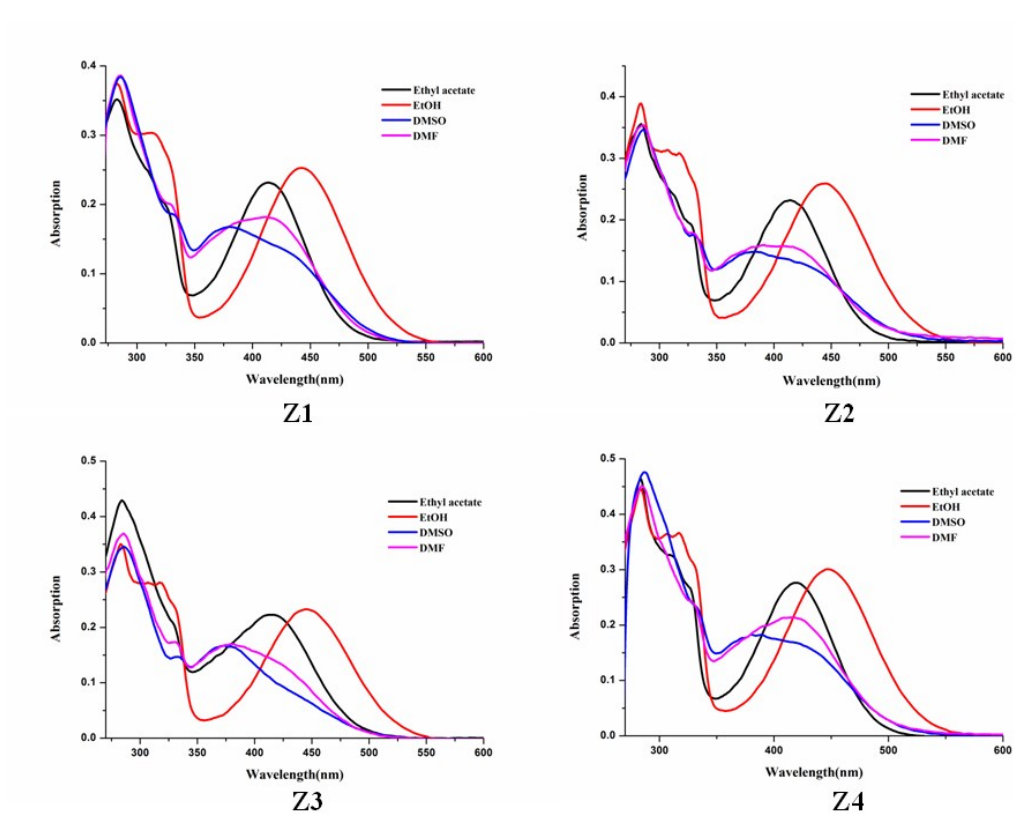 0.4
0.3
0.2
0.1
0.0
Absorption
Ethyl acetate
EtOH
DMSO
DMF
300 350 400 450 500 550 600
Wavelength(nm)
Z1
0.4
0.3
0.2
0.1
0.0
Absorption
Ethyl acetate
EtOH
DMSO
DMF
300 400 500 600
Wavelength(nm)
Z2
0.5
0.4
0.3
0.2
0.1
0.0
Absorption
Ethyl acetate
EtOH
DMSO
DMF
300 350 400 450 500 550 600
Wavelength(nm)
Z3
0.5
0.4
0.3
0.2
0.1
0.0
Absorption
Ethyl acetate
EtOH
DMSO
DMF
300 400 500 600
Wavelength(nm)
Z4